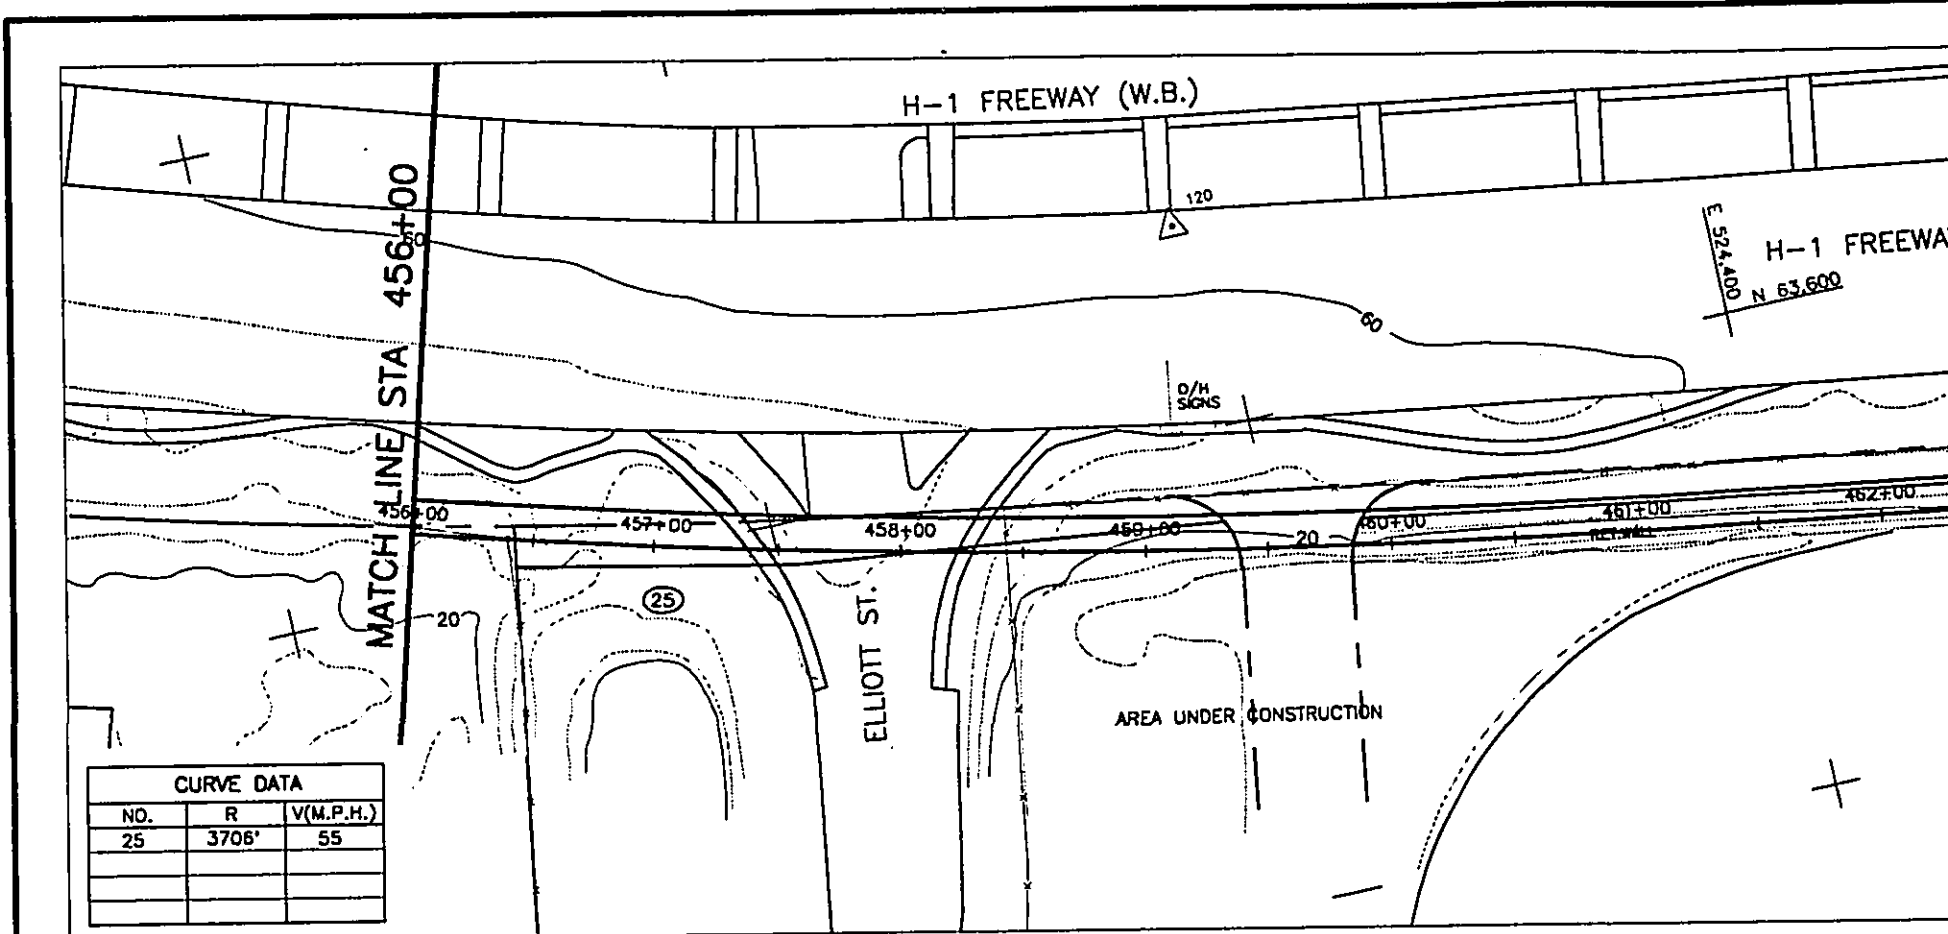 H-1 FREEWAY (W.B.)
120
MATCH LINE STA 456+00
60
E 524,400
N 63,600
H-1 FREEWA
60
O/H
SIGNS
456+00
457+00
458+00
459+00
460+00
461+00
462+00
20
RET.WALL
25
20
ELLIOTT ST.
AREA UNDER CONSTRUCTION
CURVE DATA
NO. R V(M.P.H.)
25 3706' 55